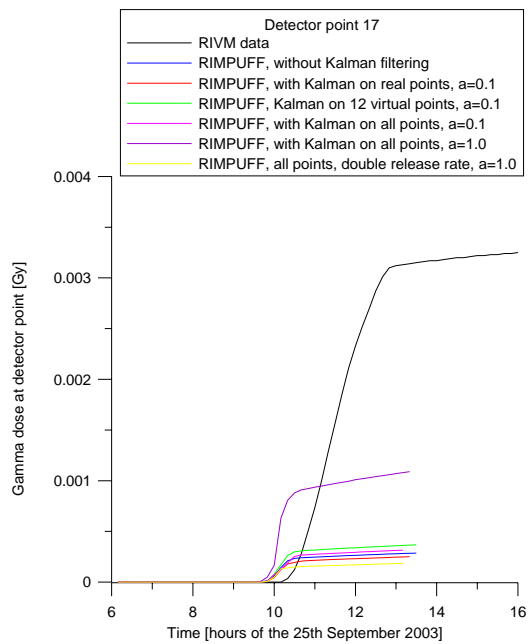 Detector point 17
RIVM data
RIMPUFF, without Kalman filtering
RIMPUFF, with Kalman on real points, a=0.1
RIMPUFF, Kalman on 12 virtual points, a=0.1
RIMPUFF, with Kalman on all points, a=0.1
RIMPUFF, with Kalman on all points, a=1.0
RIMPUFF, all points, double release rate, a=1.0
0.004
0.003
0.002
0.001
0
Gamma dose at detector point [Gy]
6 8 10 12 14 16
Time [hours of the 25th September 2003]